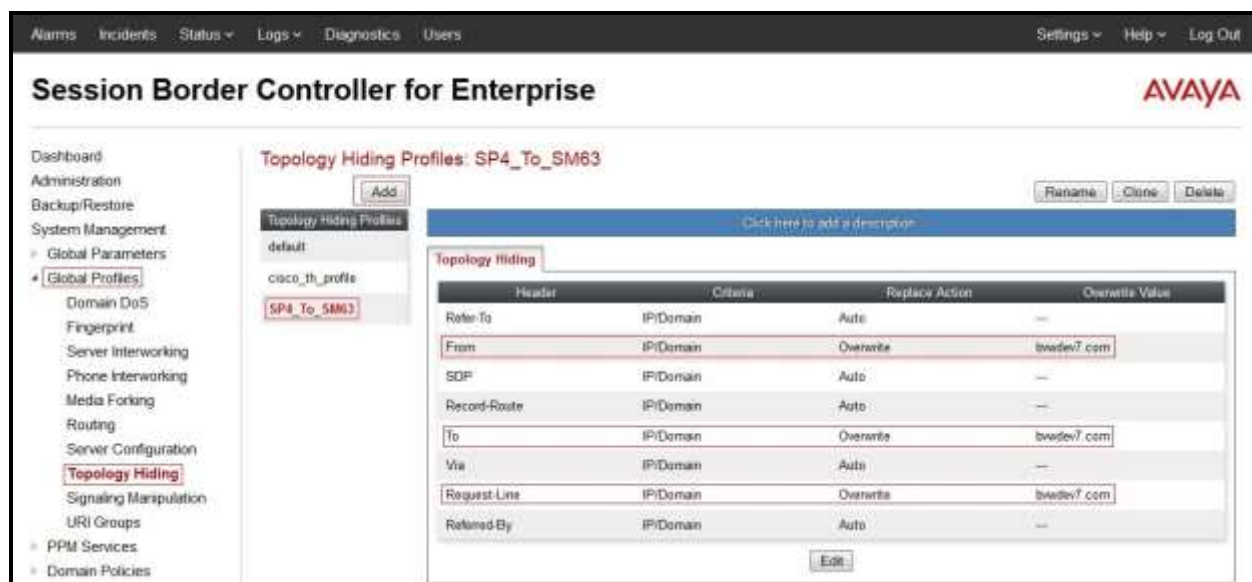 Alarms Incidents Status Logs Diagnostics Users Settings Help Log Out
Session Border Controller for Enterprise
AVAYA
Dashboard
Administration
Backup/Restore
System Management
Global Parameters
Global Profiles
Domain DoS
Fingerprint
Server Interworking
Phone Interworking
Media Forking
Routing
Server Configuration
Topology Hiding
Signaling Manipulation
URI Groups
PPM Services
Domain Policies
Topology Hiding Profiles: SP4_To_SM63
Add
Rename Clone Delete
Topology Hiding Profiles
default
cisco_th_profile
SP4_To_SM63
Click here to add a description
Topology Hiding
Header Criteria Replace Action Overwrite Value
Refer-To IP/Domain Auto ---
From IP/Domain Overwrite bvwdev7.com
SDP IP/Domain Auto ---
Record-Route IP/Domain Auto ---
To IP/Domain Overwrite bvwdev7.com
Via IP/Domain Auto ---
Request-Line IP/Domain Overwrite bvwdev7.com
Referred-By IP/Domain Auto ---
Edit